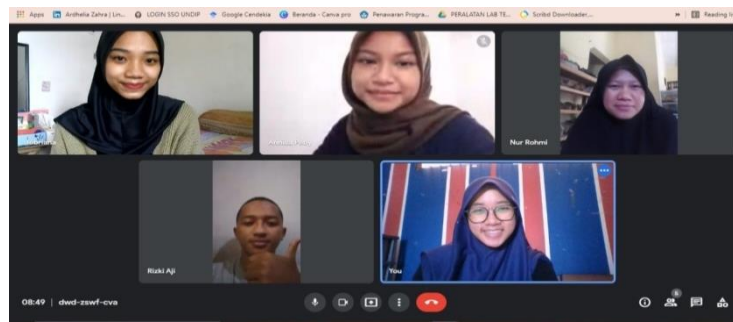 Apps Ardhelia Zahra | Lin... LOGIN SSO UNDIP Google Cendekia Beranda - Canva pro Penawaran Progra... PERALATAN LAB TE... Scribd Downloader,... » Reading lis
Nur Rohmi
Rizki Aji
You
08:49 | dwd-zswf-cva